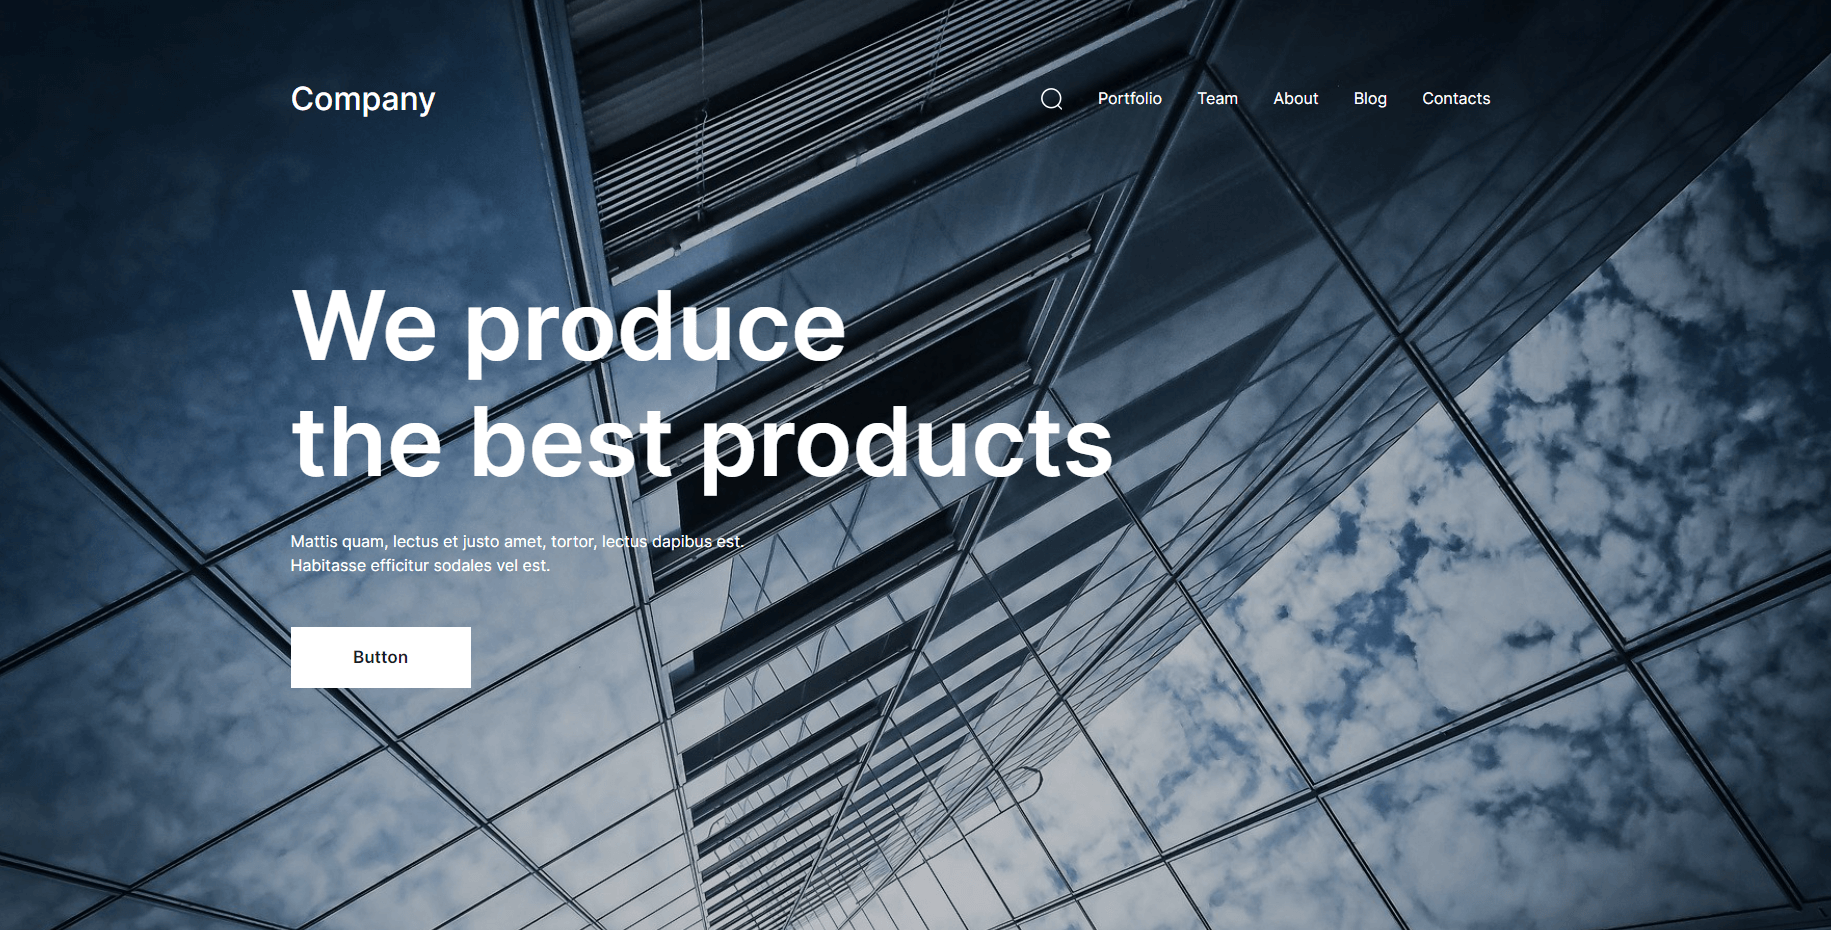 Company
Portfolio Team About Blog Contacts
We produce
the best products
Mattis quam, lectus et justo amet, tortor, lectus dapibus est.
Habitasse efficitur sodales vel est.
Button